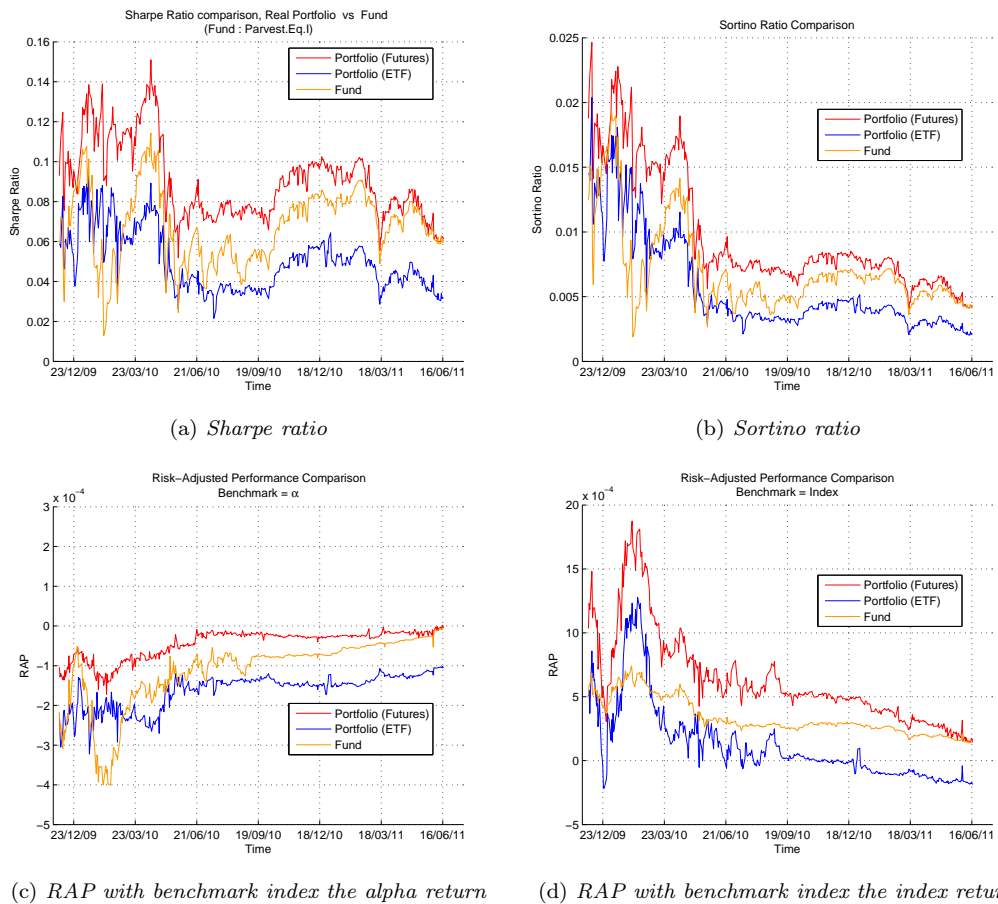 Sharpe Ratio comparison, Real Portfolio vs Fund
(Fund : Parvest.Eq.I)
0.16
0.14
0.12
0.1
0.08
0.06
0.04
0.02
0
Sharpe Ratio
Portfolio (Futures)
Portfolio (ETF)
Fund
23/12/09 23/03/10 21/06/10 19/09/10 18/12/10 18/03/11 16/06/11
Time
(a) Sharpe ratio
Sortino Ratio Comparison
0.025
0.02
0.015
0.01
0.005
0
Sortino Ratio
Portfolio (Futures)
Portfolio (ETF)
Fund
23/12/09 23/03/10 21/06/10 19/09/10 18/12/10 18/03/11 16/06/11
Time
(b) Sortino ratio
Risk−Adjusted Performance Comparison
Benchmark = α
x 10−4
3
2
1
0
−1
−2
−3
−4
−5
RAP
Portfolio (Futures)
Portfolio (ETF)
Fund
23/12/09 23/03/10 21/06/10 19/09/10 18/12/10 18/03/11 16/06/11
Time
(c) RAP with benchmark index the alpha return
Risk−Adjusted Performance Comparison
Benchmark = Index
x 10−4
20
15
10
5
0
−5
RAP
Portfolio (Futures)
Portfolio (ETF)
Fund
23/12/09 23/03/10 21/06/10 19/09/10 18/12/10 18/03/11 16/06/11
Time
(d) RAP with benchmark index the index retu